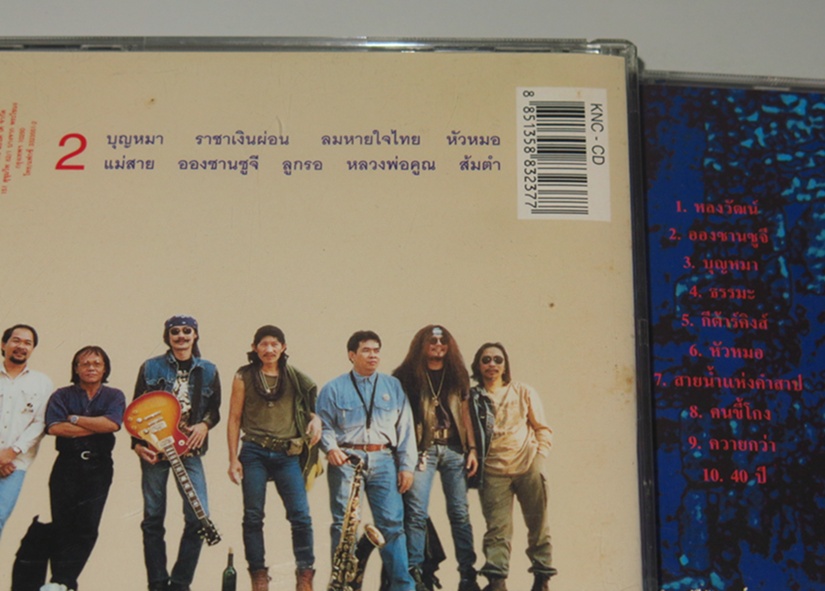 2
บุญหมา ราชาเงินผ่อน ลมหายใจไทย หัวหมอ
แม่สาย อองซานซูจี ลูกรอ หลวงพ่อคูณ ส้มตำ
KNC - CD
8 851358 832377
1. หลงวัฒน์
2. อองซานซูจี
3. บุญหมา
4. ธรรมะ
5. กีต้าร์คิงส์
6. หัวหมอ
7. สายน้ำแห่งคำสาป
8. คนขี้โกง
9. ควายกว่า
10. 40 ปี